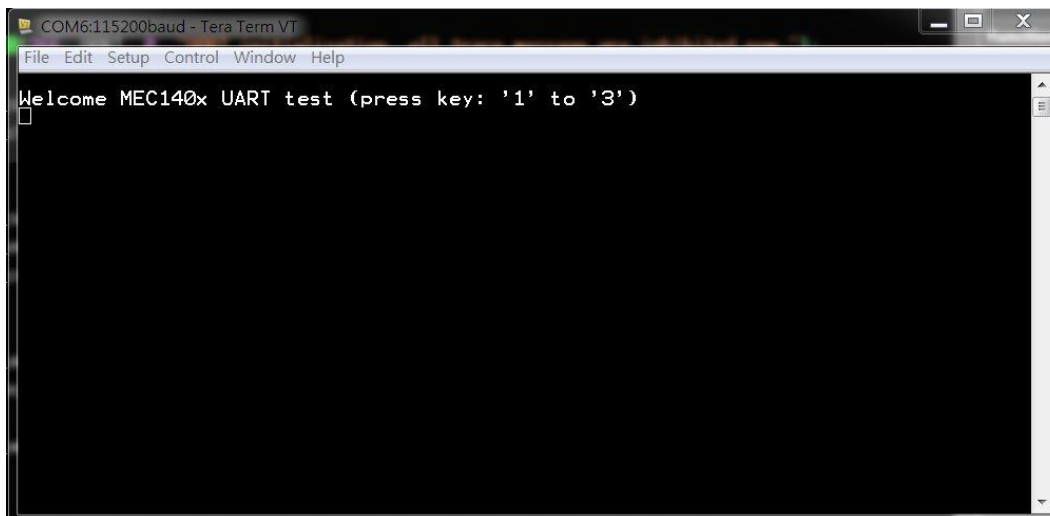 COM6:115200baud - Tera Term VT
File Edit Setup Control Window Help
Welcome MEC140x UART test (press key: '1' to '3')